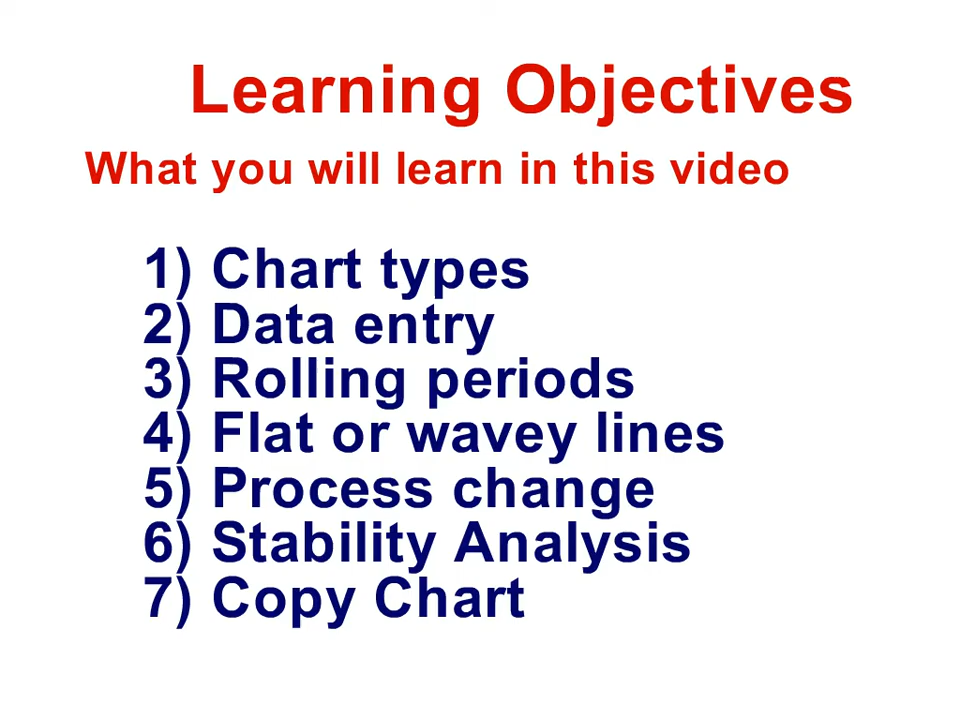 Learning Objectives
What you will learn in this video
1) Chart types
2) Data entry
3) Rolling periods
4) Flat or wavey lines
5) Process change
6) Stability Analysis
7) Copy Chart